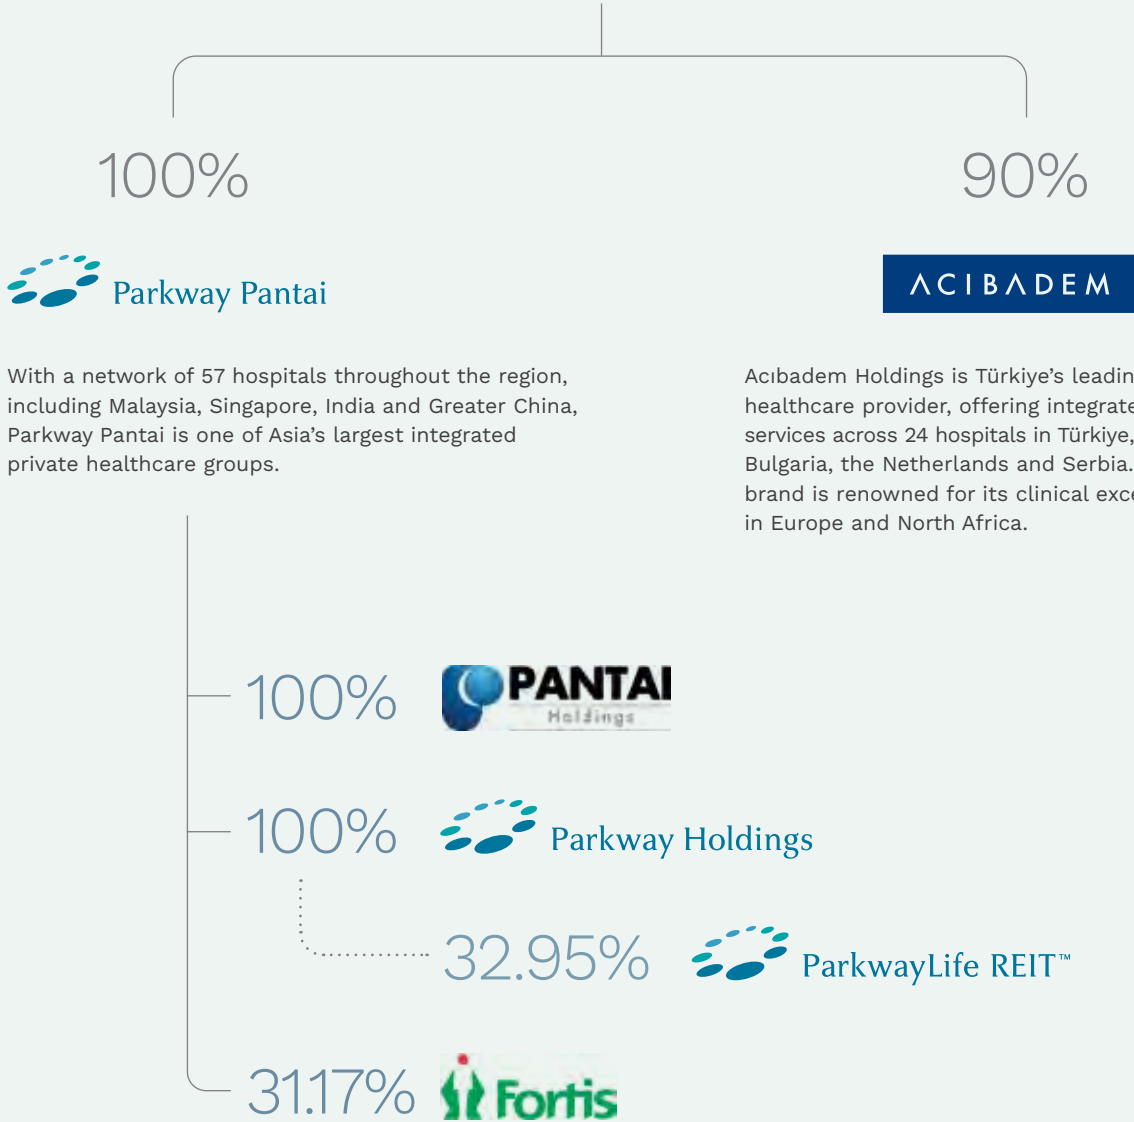 100%
90%
Parkway Pantai
ACIBADEM
With a network of 57 hospitals throughout the region,
including Malaysia, Singapore, India and Greater China,
Parkway Pantai is one of Asia’s largest integrated
private healthcare groups.
Acıbadem Holdings is Türkiye’s leadin
healthcare provider, offering integrate
services across 24 hospitals in Türkiye,
Bulgaria, the Netherlands and Serbia.
brand is renowned for its clinical exce
in Europe and North Africa.
100%
PANTAI
Holdings
100%
Parkway Holdings
32.95%
ParkwayLife REIT™
31.17%
Fortis